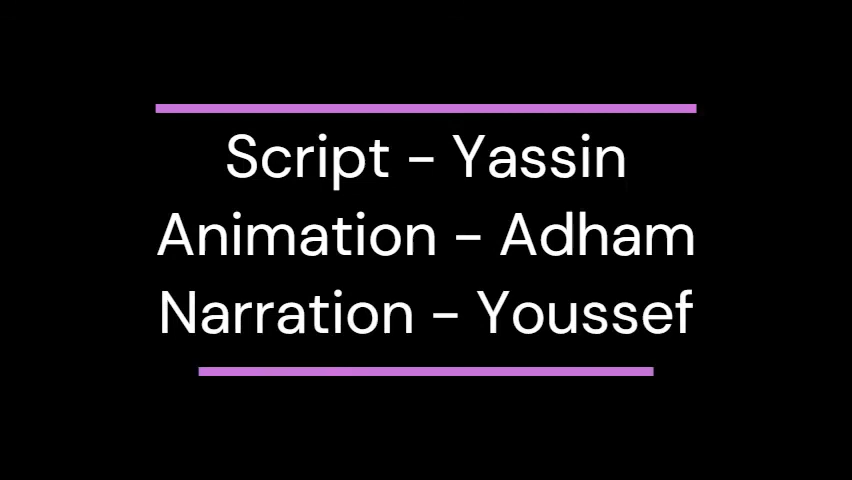 Script - Yassin
Animation - Adham
Narration - Youssef